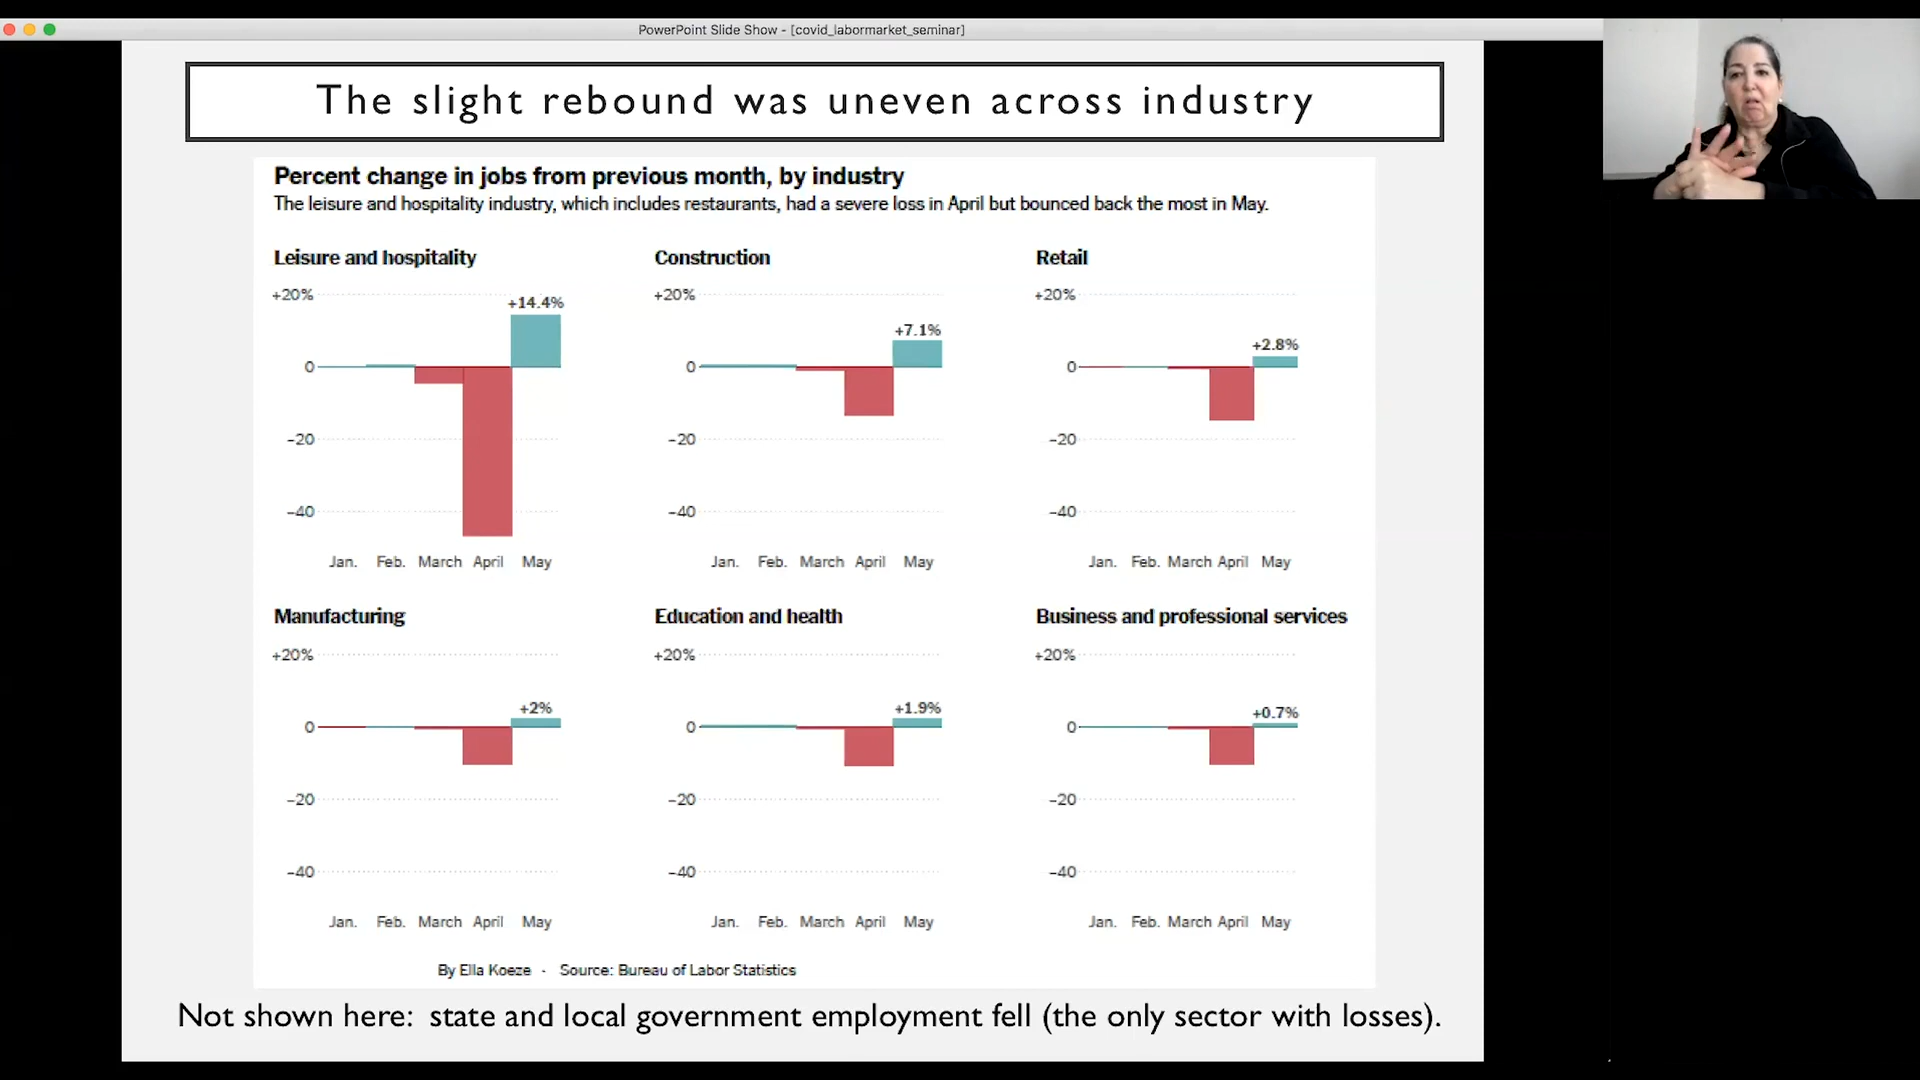 PowerPoint Slide Show - [covid_labormarket_seminar]
The slight rebound was uneven across industry
Percent change in jobs from previous month, by industry
The leisure and hospitality industry, which includes restaurants, had a severe loss in April but bounced back the most in May.
Leisure and hospitality
+20%
+14.4%
0
−20
−40
Jan. Feb. March April May
Construction
+20%
+7.1%
0
−20
−40
Jan. Feb. March April May
Retail
+20%
+2.8%
0
−20
−40
Jan. Feb. March April May
Manufacturing
+20%
+2%
0
−20
−40
Jan. Feb. March April May
Education and health
+20%
+1.9%
0
−20
−40
Jan. Feb. March April May
Business and professional services
+20%
+0.7%
0
−20
−40
Jan. Feb. March April May
By Ella Koeze · Source: Bureau of Labor Statistics
Not shown here: state and local government employment fell (the only sector with losses).